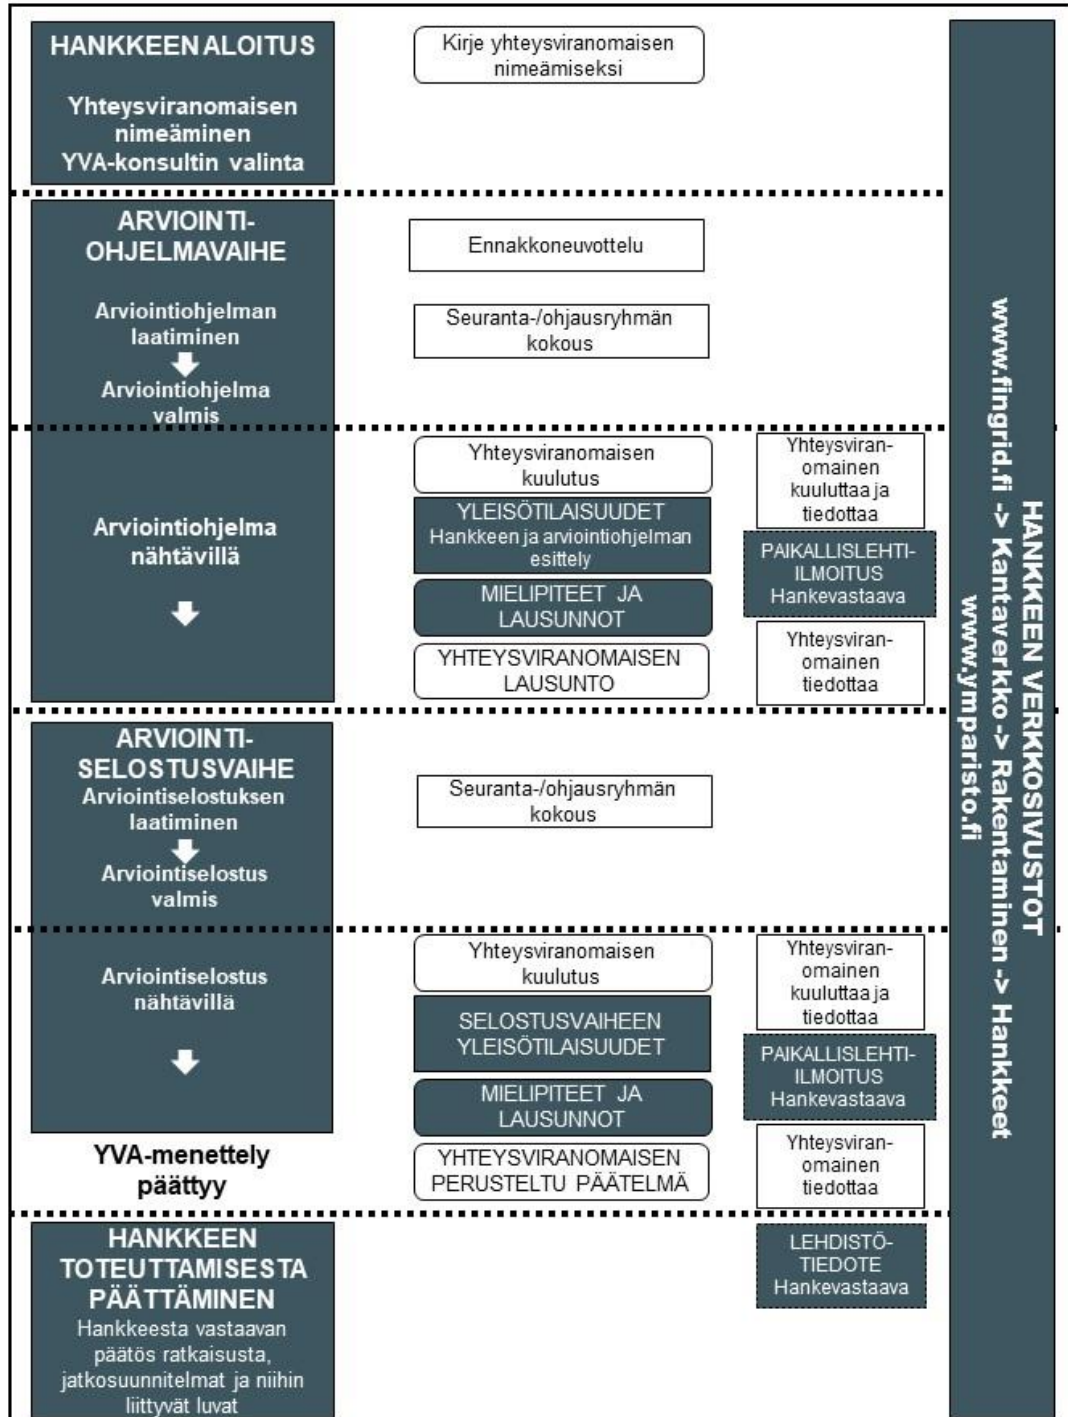 HANKKEEN ALOITUS
Yhteysviranomaisen
nimeäminen
YVA-konsultin valinta
Kirje yhteysviranomaisen
nimeämiseksi
ARVIOINTI-
OHJELMAVAIHE
Arviointiohjelman
laatiminen
Arviointiohjelma
valmis
Ennakkoneuvottelu
Seuranta-/ohjausryhmän
kokous
Arviointiohjelma
nähtävillä
Yhteysviranomaisen
kuulutus
YLEISÖTILAISUUDET
Hankkeen ja arviointiohjelman
esittely
MIELIPITEET JA
LAUSUNNOT
YHTEYSVIRANOMAISEN
LAUSUNTO
Yhteysviran-
omainen
kuuluttaa ja
tiedottaa
PAIKALLISLEHTI-
ILMOITUS
Hankevastaava
Yhteysviran-
omainen
tiedottaa
ARVIOINTI-
SELOSTUSVAIHE
Arviointiselostuksen
laatiminen
Arviointiselostus
valmis
Seuranta-/ohjausryhmän
kokous
Arviointiselostus
nähtävillä
YVA-menettely
päättyy
Yhteysviranomaisen
kuulutus
SELOSTUSVAIHEEN
YLEISÖTILAISUUDET
MIELIPITEET JA
LAUSUNNOT
YHTEYSVIRANOMAISEN
PERUSTELTU PÄÄTELMÄ
Yhteysviran-
omainen
kuuluttaa ja
tiedottaa
PAIKALLISLEHTI-
ILMOITUS
Hankevastaava
Yhteysviran-
omainen
tiedottaa
HANKKEEN
TOTEUTTAMISESTA
PÄÄTTÄMINEN
Hankkeesta vastaavan
päätös ratkaisusta,
jatkosuunnitelmat ja niihin
liittyvät luvat
LEHDISTÖ-
TIEDOTE
Hankevastaava
HANKKEEN VERKKOSIVUSTOT
www.fingrid.fi -> Kantaverkko -> Rakentaminen -> Hankkeet
www.ymparisto.fi